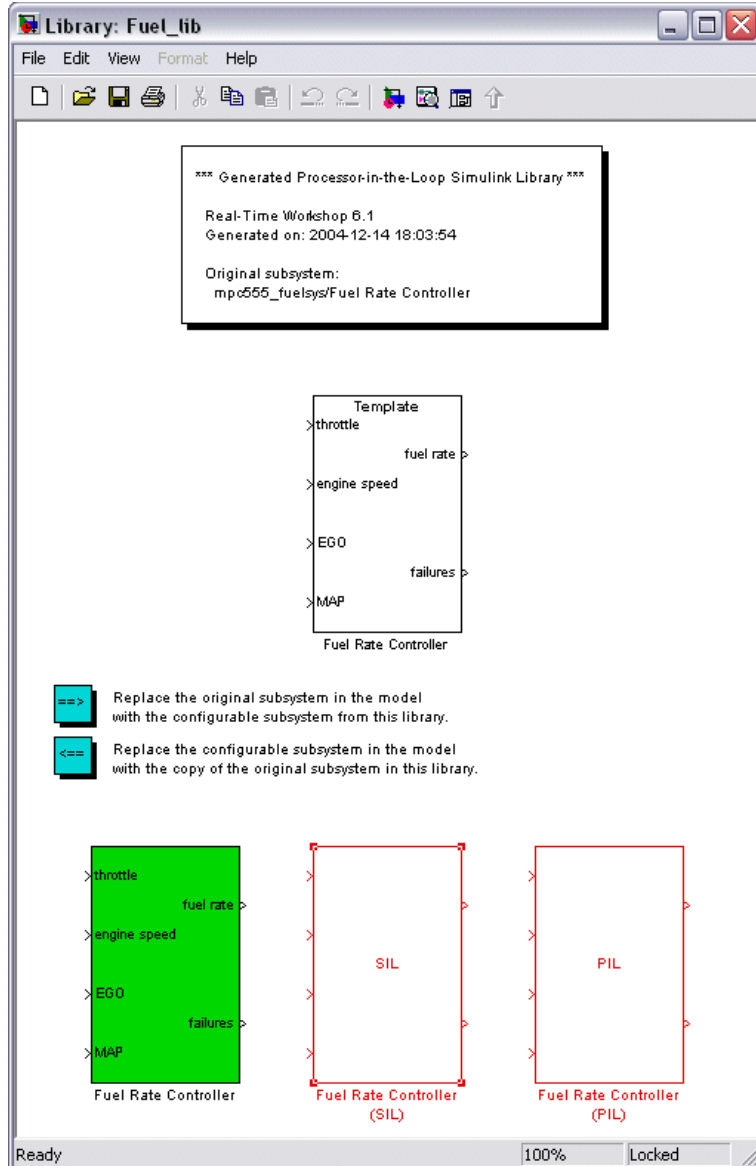 Library: Fuel_lib
File Edit View Format Help
*** Generated Processor-in-the-Loop Simulink Library ***
Real-Time Workshop 6.1
Generated on: 2004-12-14 18:03:54
Original subsystem:
mpc555_fuelsys/Fuel Rate Controller
Template
throttle
fuel rate
engine speed
EGO
failures
MAP
Fuel Rate Controller
==> Replace the original subsystem in the model
with the configurable subsystem from this library.
<== Replace the configurable subsystem in the model
with the copy of the original subsystem in this library.
throttle
fuel rate
engine speed
EGO
failures
MAP
Fuel Rate Controller
SIL
Fuel Rate Controller
(SIL)
PIL
Fuel Rate Controller
(PIL)
Ready 100% Locked